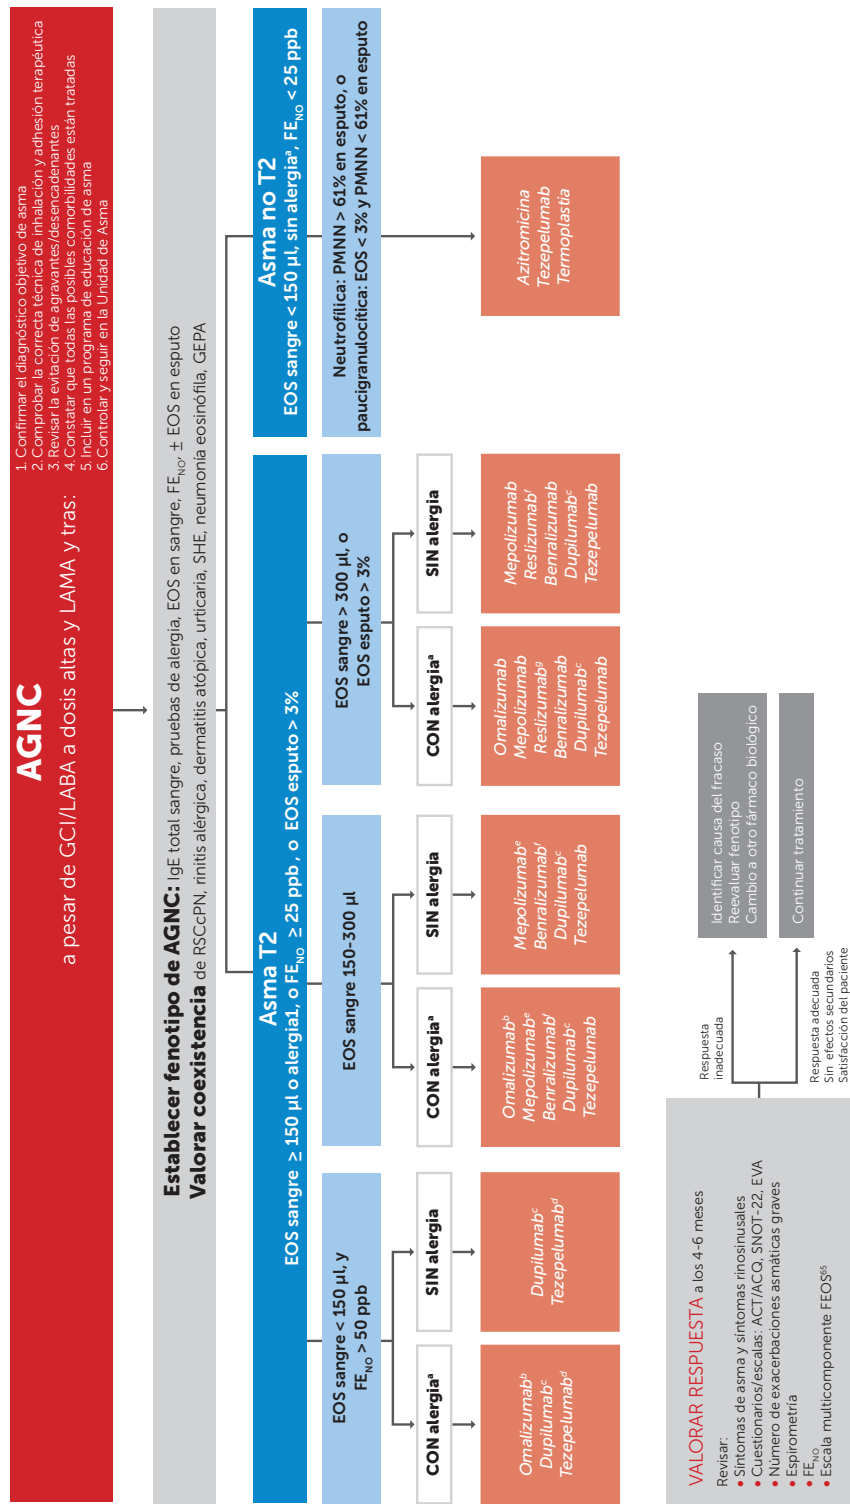 AGNC
a pesar de GCI/LABA a dosis altas y LAMA y tras:
1. Confirmar el diagnóstico objetivo de asma
2. Comprobar la correcta técnica de inhalación y adhesión terapéutica
3. Revisar la evitación de agravantes/desencadenantes
4. Constatar que todas las posibles comorbilidades están tratadas
5. Incluir en un programa de educación de asma
6. Controlar y seguir en la Unidad de Asma
Establecer fenotipo de AGNC: IgE total sangre, pruebas de alergia, EOS en sangre, FE_NO, ± EOS en esputo
Valorar coexistencia de RSCcPN, rinitis alérgica, dermatitis atópica, urticaria, SHE, neumonía eosinófila, GEPA
Asma T2
EOS sangre ≥ 150 µl o alergia1, o FE_NO ≥ 25 ppb, o EOS esputo > 3%
EOS sangre < 150 µl, y
FE_NO > 50 ppb
CON alergiaᵃ
Omalizumabᵇ
Dupilumabᶜ
Tezepelumabᵈ
SIN alergia
Dupilumabᶜ
Tezepelumabᵈ
EOS sangre 150-300 µl
CON alergiaᵃ
Omalizumabᵇ
Mepolizumabᵉ
Benralizumabᶠ
Dupilumabᶜ
Tezepelumab
SIN alergia
Mepolizumabᵉ
Benralizumabᶠ
Dupilumabᶜ
Tezepelumab
EOS sangre > 300 µl, o
EOS esputo > 3%
CON alergiaᵃ
Omalizumab
Mepolizumab
Reslizumabᵍ
Benralizumab
Dupilumabᶜ
Tezepelumab
SIN alergia
Mepolizumab
Reslizumabᶠ
Benralizumab
Dupilumabᶜ
Tezepelumab
Asma no T2
EOS sangre < 150 µl, sin alergiaᵃ, FE_NO < 25 ppb
Neutrofílica: PMNN > 61% en esputo, o
paucigranulocítica: EOS < 3% y PMNN < 61% en esputo
Azitromicina
Tezepelumab
Termoplastia
VALORAR RESPUESTA a los 4-6 meses
Revisar:
• Síntomas de asma y síntomas rinosinusales
• Cuestionarios/escalas: ACT/ACQ, SNOT-22, EVA
• Número de exacerbaciones asmáticas graves
• Espirometría
• FE_NO
• Escala multicomponente FEOS⁶⁵
Respuesta
inadecuada
Identificar causa del fracaso
Reevaluar fenotipo
Cambio a otro fármaco biológico
Respuesta adecuada
Sin efectos secundarios
Satisfacción del paciente
Continuar tratamiento